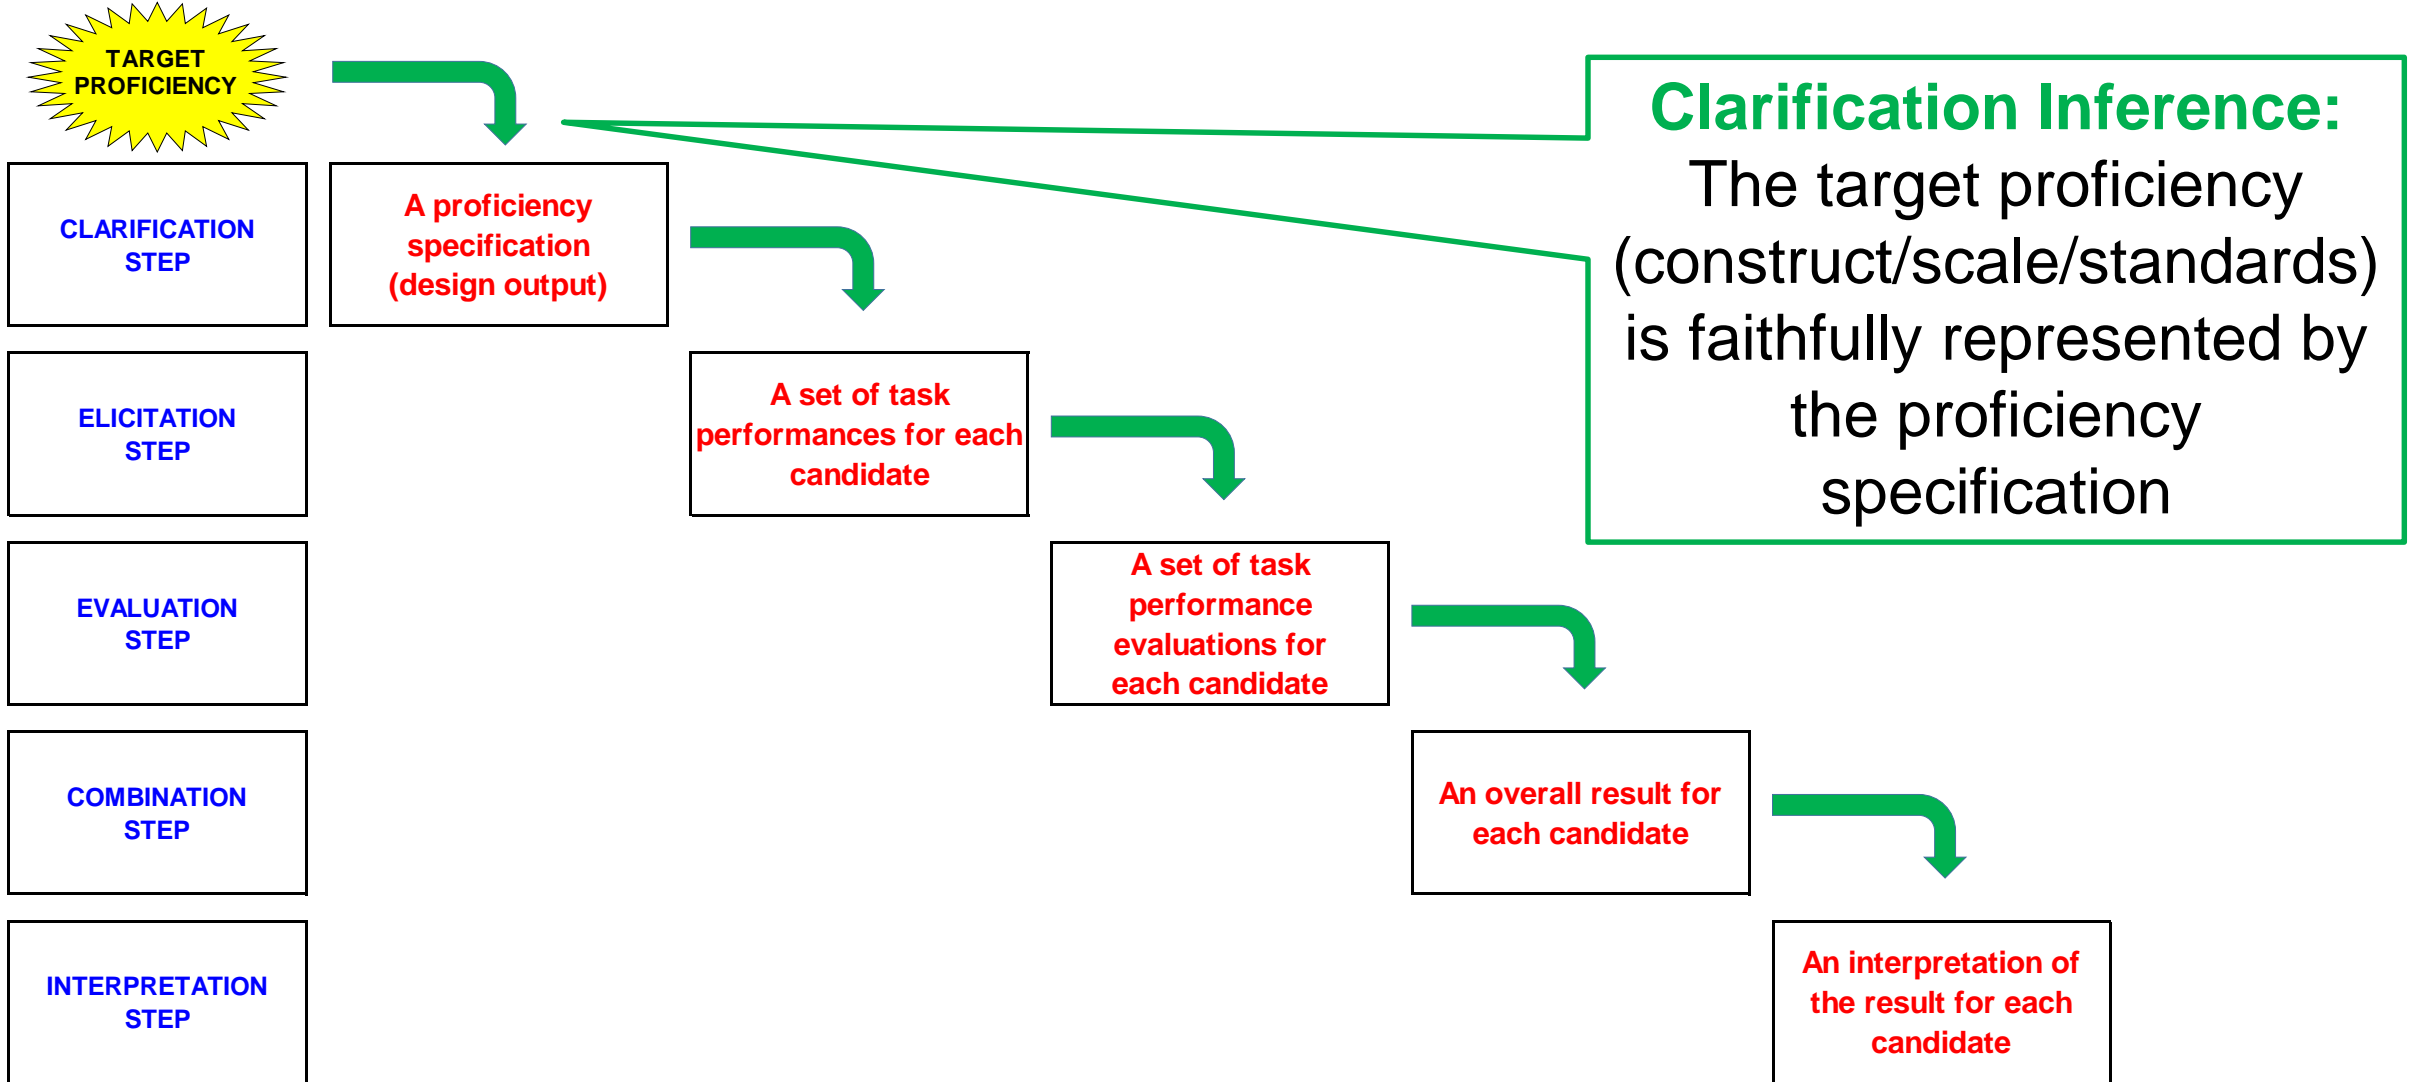 TARGET
PROFICIENCY
Clarification Inference:
The target proficiency
(construct/scale/standards)
is faithfully represented by
the proficiency
specification
CLARIFICATION
STEP
A proficiency
specification
(design output)
ELICITATION
STEP
A set of task
performances for each
candidate
EVALUATION
STEP
A set of task
performance
evaluations for
each candidate
COMBINATION
STEP
An overall result for
each candidate
INTERPRETATION
STEP
An interpretation of
the result for each
candidate